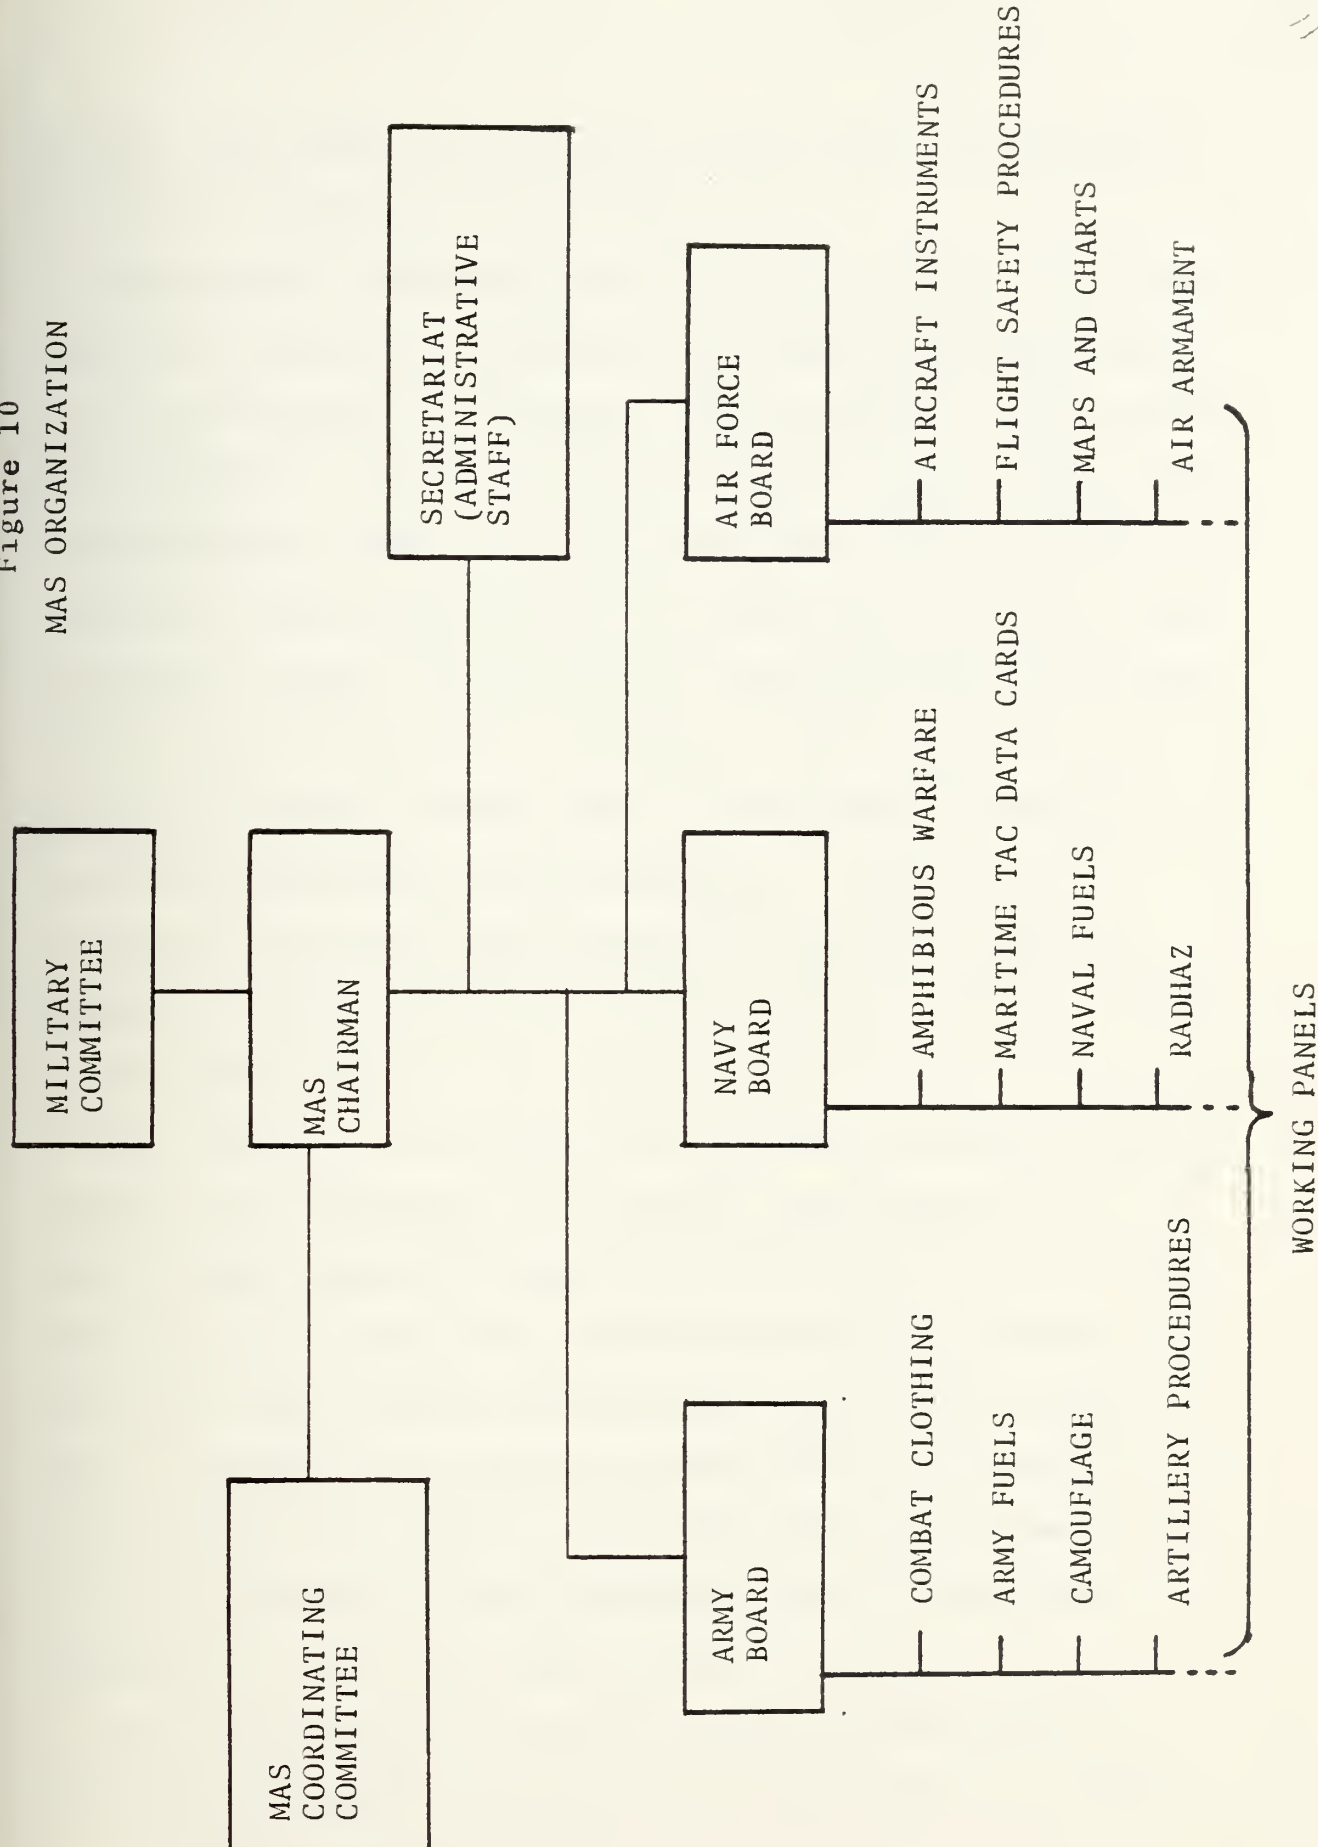 Figure 10
MAS ORGANIZATION
MILITARY
COMMITTEE
MAS
COORDINATING
COMMITTEE
MAS
CHAIRMAN
SECRETARIAT
(ADMINISTRATIVE
STAFF)
ARMY
BOARD
NAVY
BOARD
AIR FORCE
BOARD
COMBAT CLOTHING
ARMY FUELS
CAMOUFLAGE
ARTILLERY PROCEDURES
AMPHIBIOUS WARFARE
MARITIME TAC DATA CARDS
NAVAL FUELS
RADHAZ
AIRCRAFT INSTRUMENTS
FLIGHT SAFETY PROCEDURES
MAPS AND CHARTS
AIR ARMAMENT
WORKING PANELS